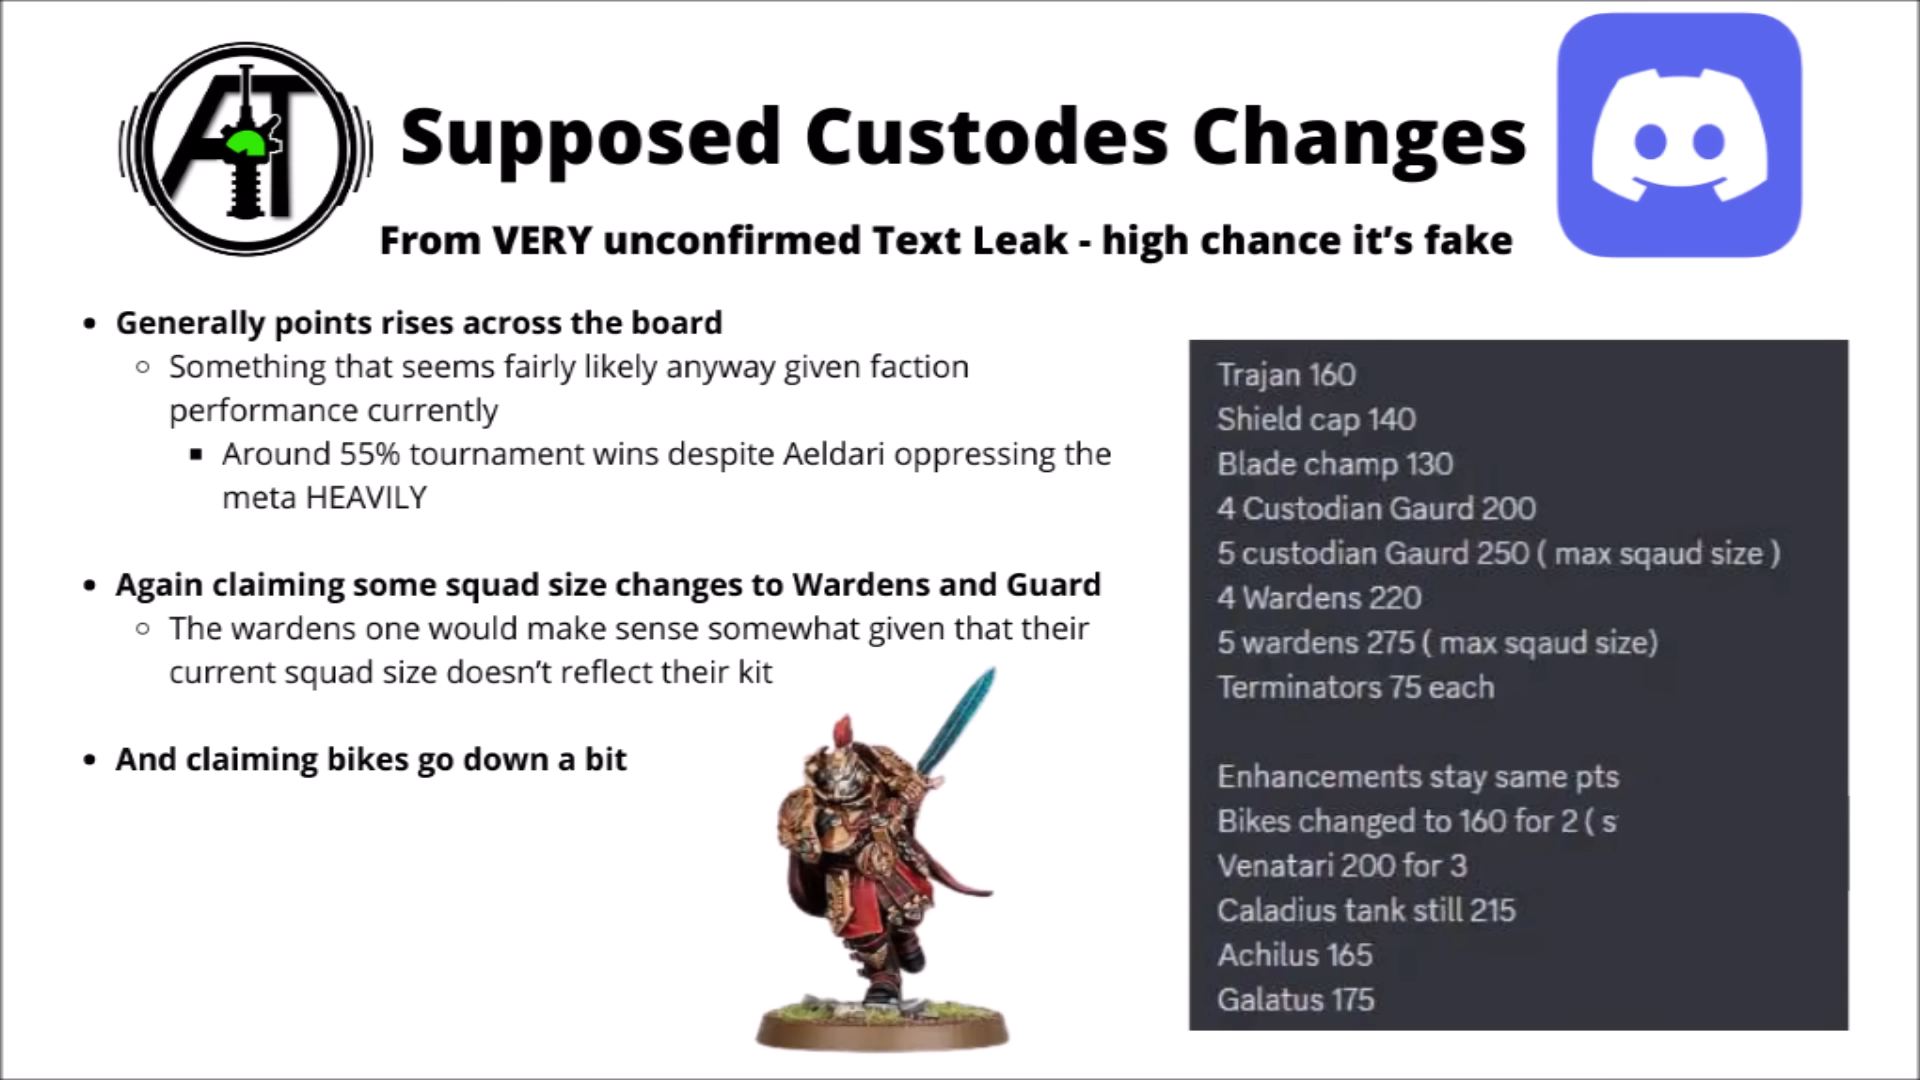 AT
Supposed Custodes Changes
From VERY unconfirmed Text Leak - high chance it's fake
• Generally points rises across the board
○ Something that seems fairly likely anyway given faction
performance currently
▪ Around 55% tournament wins despite Aeldari oppressing the
meta HEAVILY
• Again claiming some squad size changes to Wardens and Guard
○ The wardens one would make sense somewhat given that their
current squad size doesn't reflect their kit
• And claiming bikes go down a bit
Trajan 160
Shield cap 140
Blade champ 130
4 Custodian Gaurd 200
5 custodian Gaurd 250 ( max sqaud size )
4 Wardens 220
5 wardens 275 ( max sqaud size)
Terminators 75 each
Enhancements stay same pts
Bikes changed to 160 for 2 ( s
Venatari 200 for 3
Caladius tank still 215
Achilus 165
Galatus 175